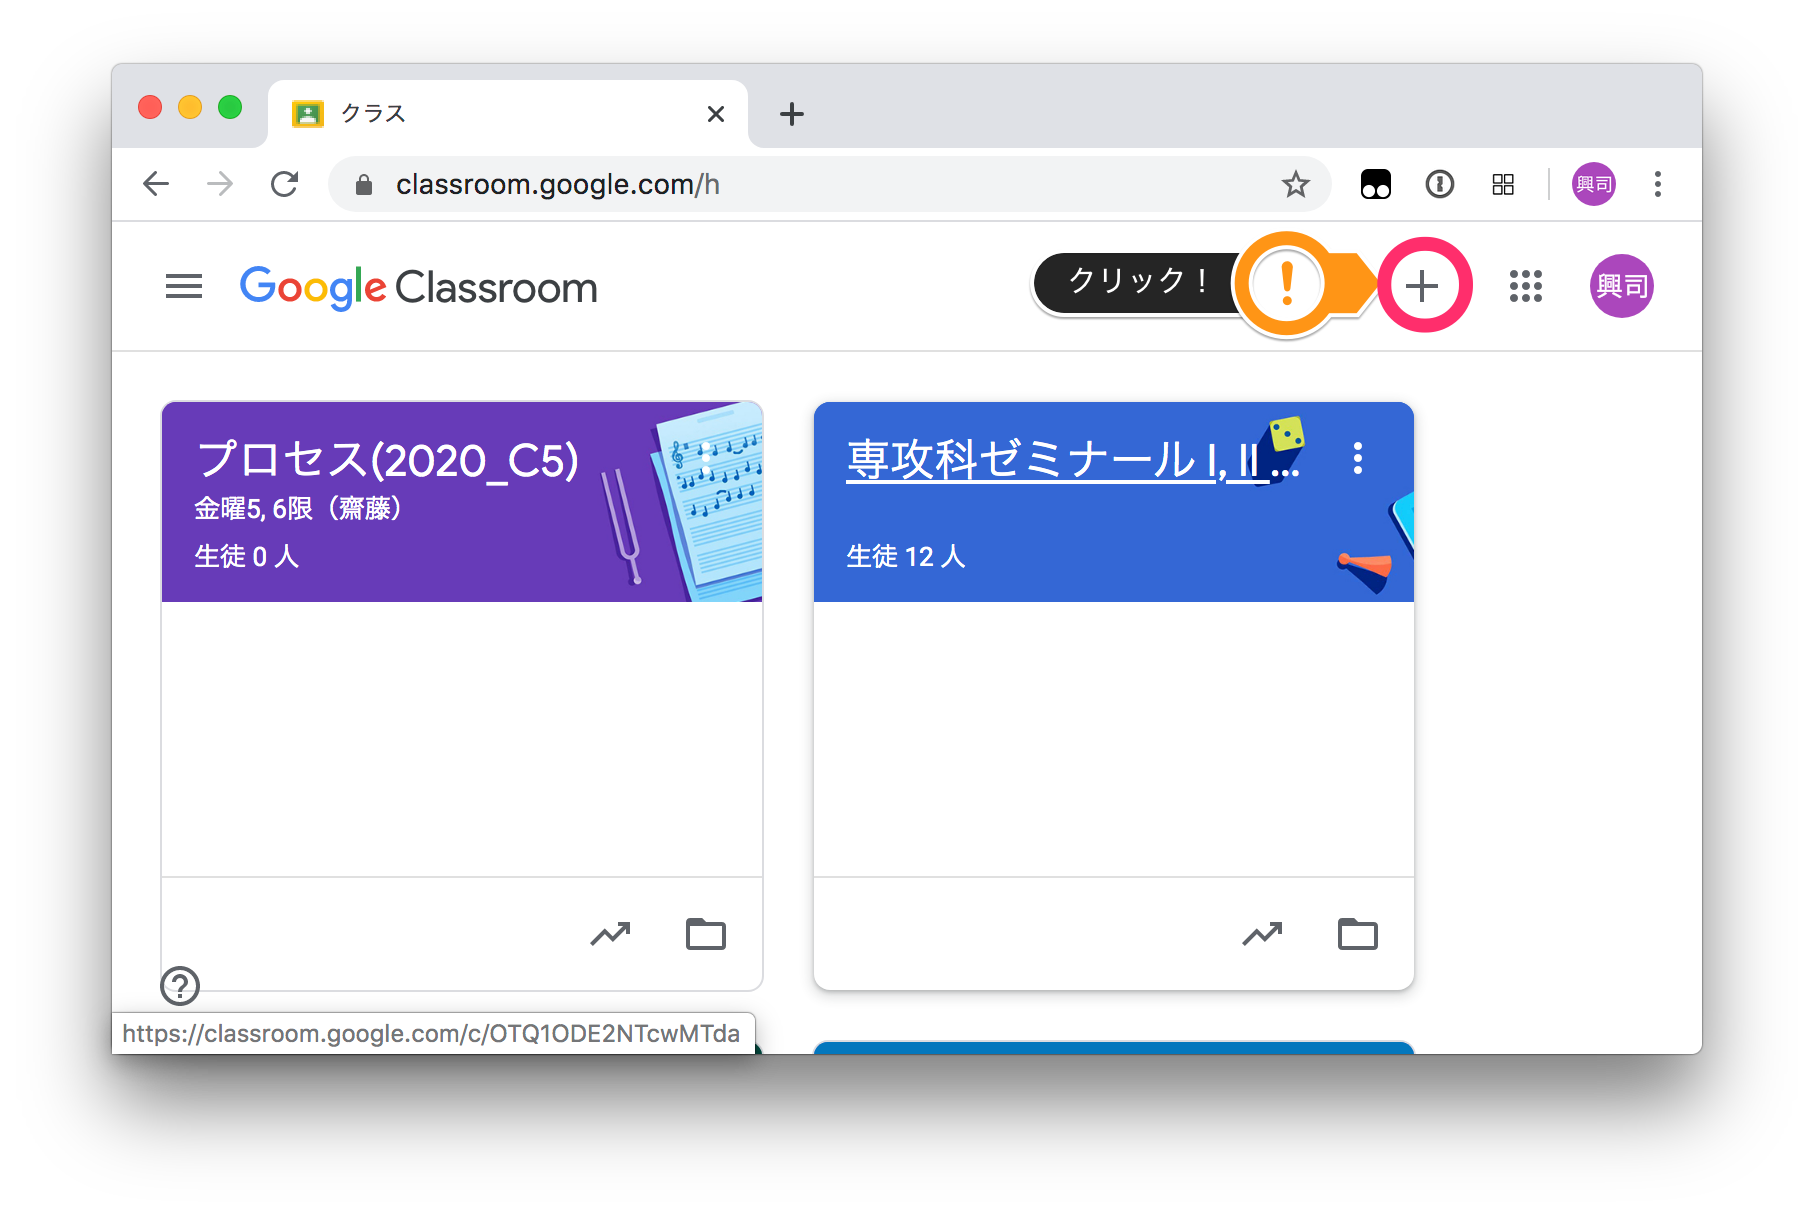 クラス
classroom.google.com/h
興司
Google Classroom
クリック！
興司
プロセス(2020_C5)
金曜5, 6限（齋藤）
生徒 0 人
専攻科ゼミナール I, II ...
生徒 12 人
https://classroom.google.com/c/OTQ1ODE2NTcwMTda